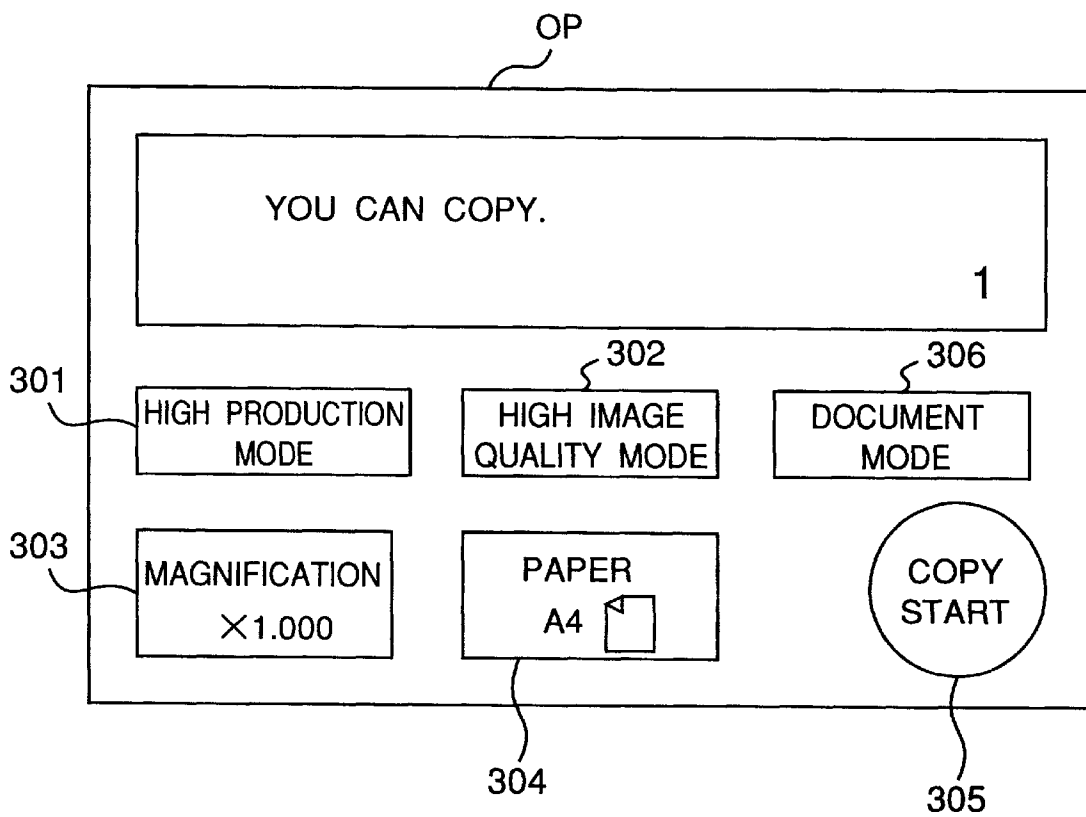 OP
YOU CAN COPY.
1
301
302
306
HIGH PRODUCTION
MODE
HIGH IMAGE
QUALITY MODE
DOCUMENT
MODE
303
MAGNIFICATION
×1.000
PAPER
A4
COPY
START
304
305